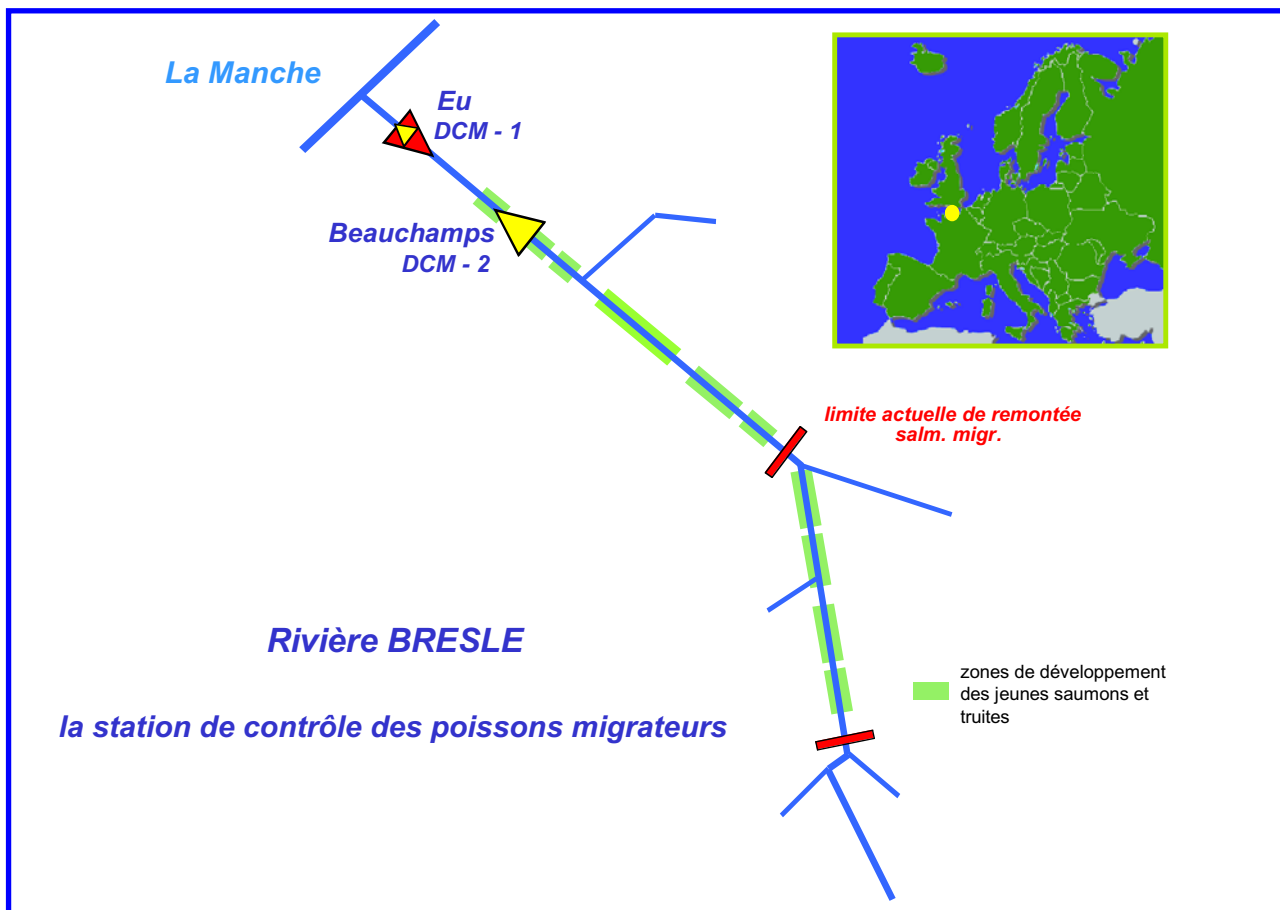 La Manche
Eu
DCM - 1
Beauchamps
DCM - 2
limite actuelle de remontée
salm. migr.
Rivière BRESLE
la station de contrôle des poissons migrateurs
zones de développement
des jeunes saumons et
truites